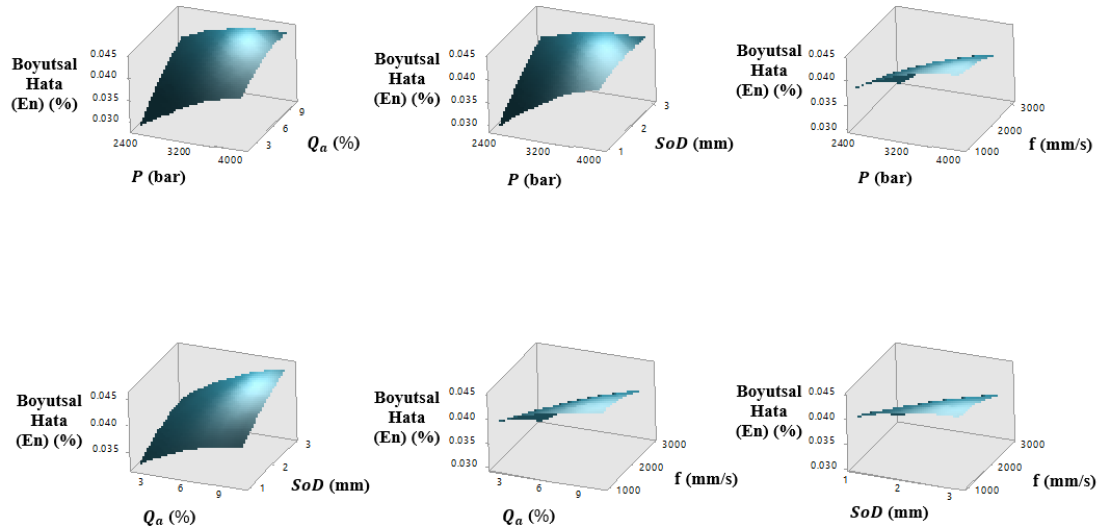 Boyutsal
Hata
(En) (%)
0.045
0.040
0.035
0.030
2400
3200
4000
3
6
9
P (bar)
Qₐ (%)
Boyutsal
Hata
(En) (%)
0.045
0.040
0.035
0.030
2400
3200
4000
1
2
3
P (bar)
SoD (mm)
Boyutsal
Hata
(En) (%)
0.045
0.040
0.035
0.030
2400
3200
4000
1000
2000
3000
P (bar)
f (mm/s)
Boyutsal
Hata
(En) (%)
0.045
0.040
0.035
3
6
9
1
2
3
Qₐ (%)
SoD (mm)
Boyutsal
Hata
(En) (%)
0.045
0.040
0.035
0.030
3
6
9
1000
2000
3000
Qₐ (%)
f (mm/s)
Boyutsal
Hata
(En) (%)
0.045
0.040
0.035
0.030
1
2
3
1000
2000
3000
SoD (mm)
f (mm/s)